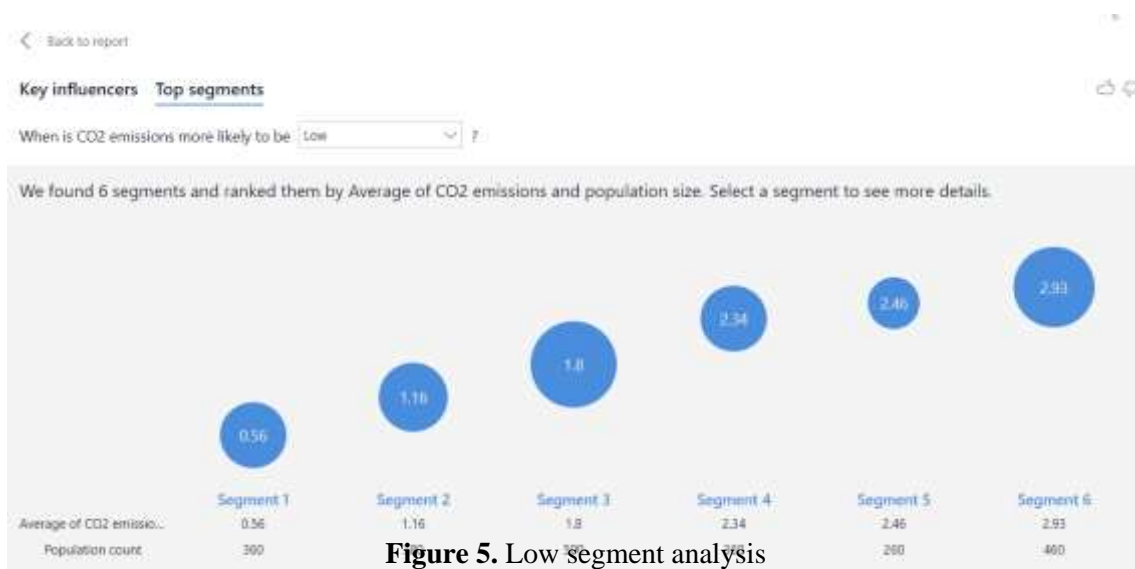 Back to report
Key influencers Top segments
When is CO2 emissions more likely to be Low ?
We found 6 segments and ranked them by Average of CO2 emissions and population size. Select a segment to see more details.
2.93
2.46
2.34
1.8
1.16
0.56
Segment 1 Segment 2 Segment 3 Segment 4 Segment 5 Segment 6
Average of CO2 emissio... 0.56 1.16 1.8 2.34 2.46 2.93
Population count 360 260 460
Figure 5. Low segment analysis